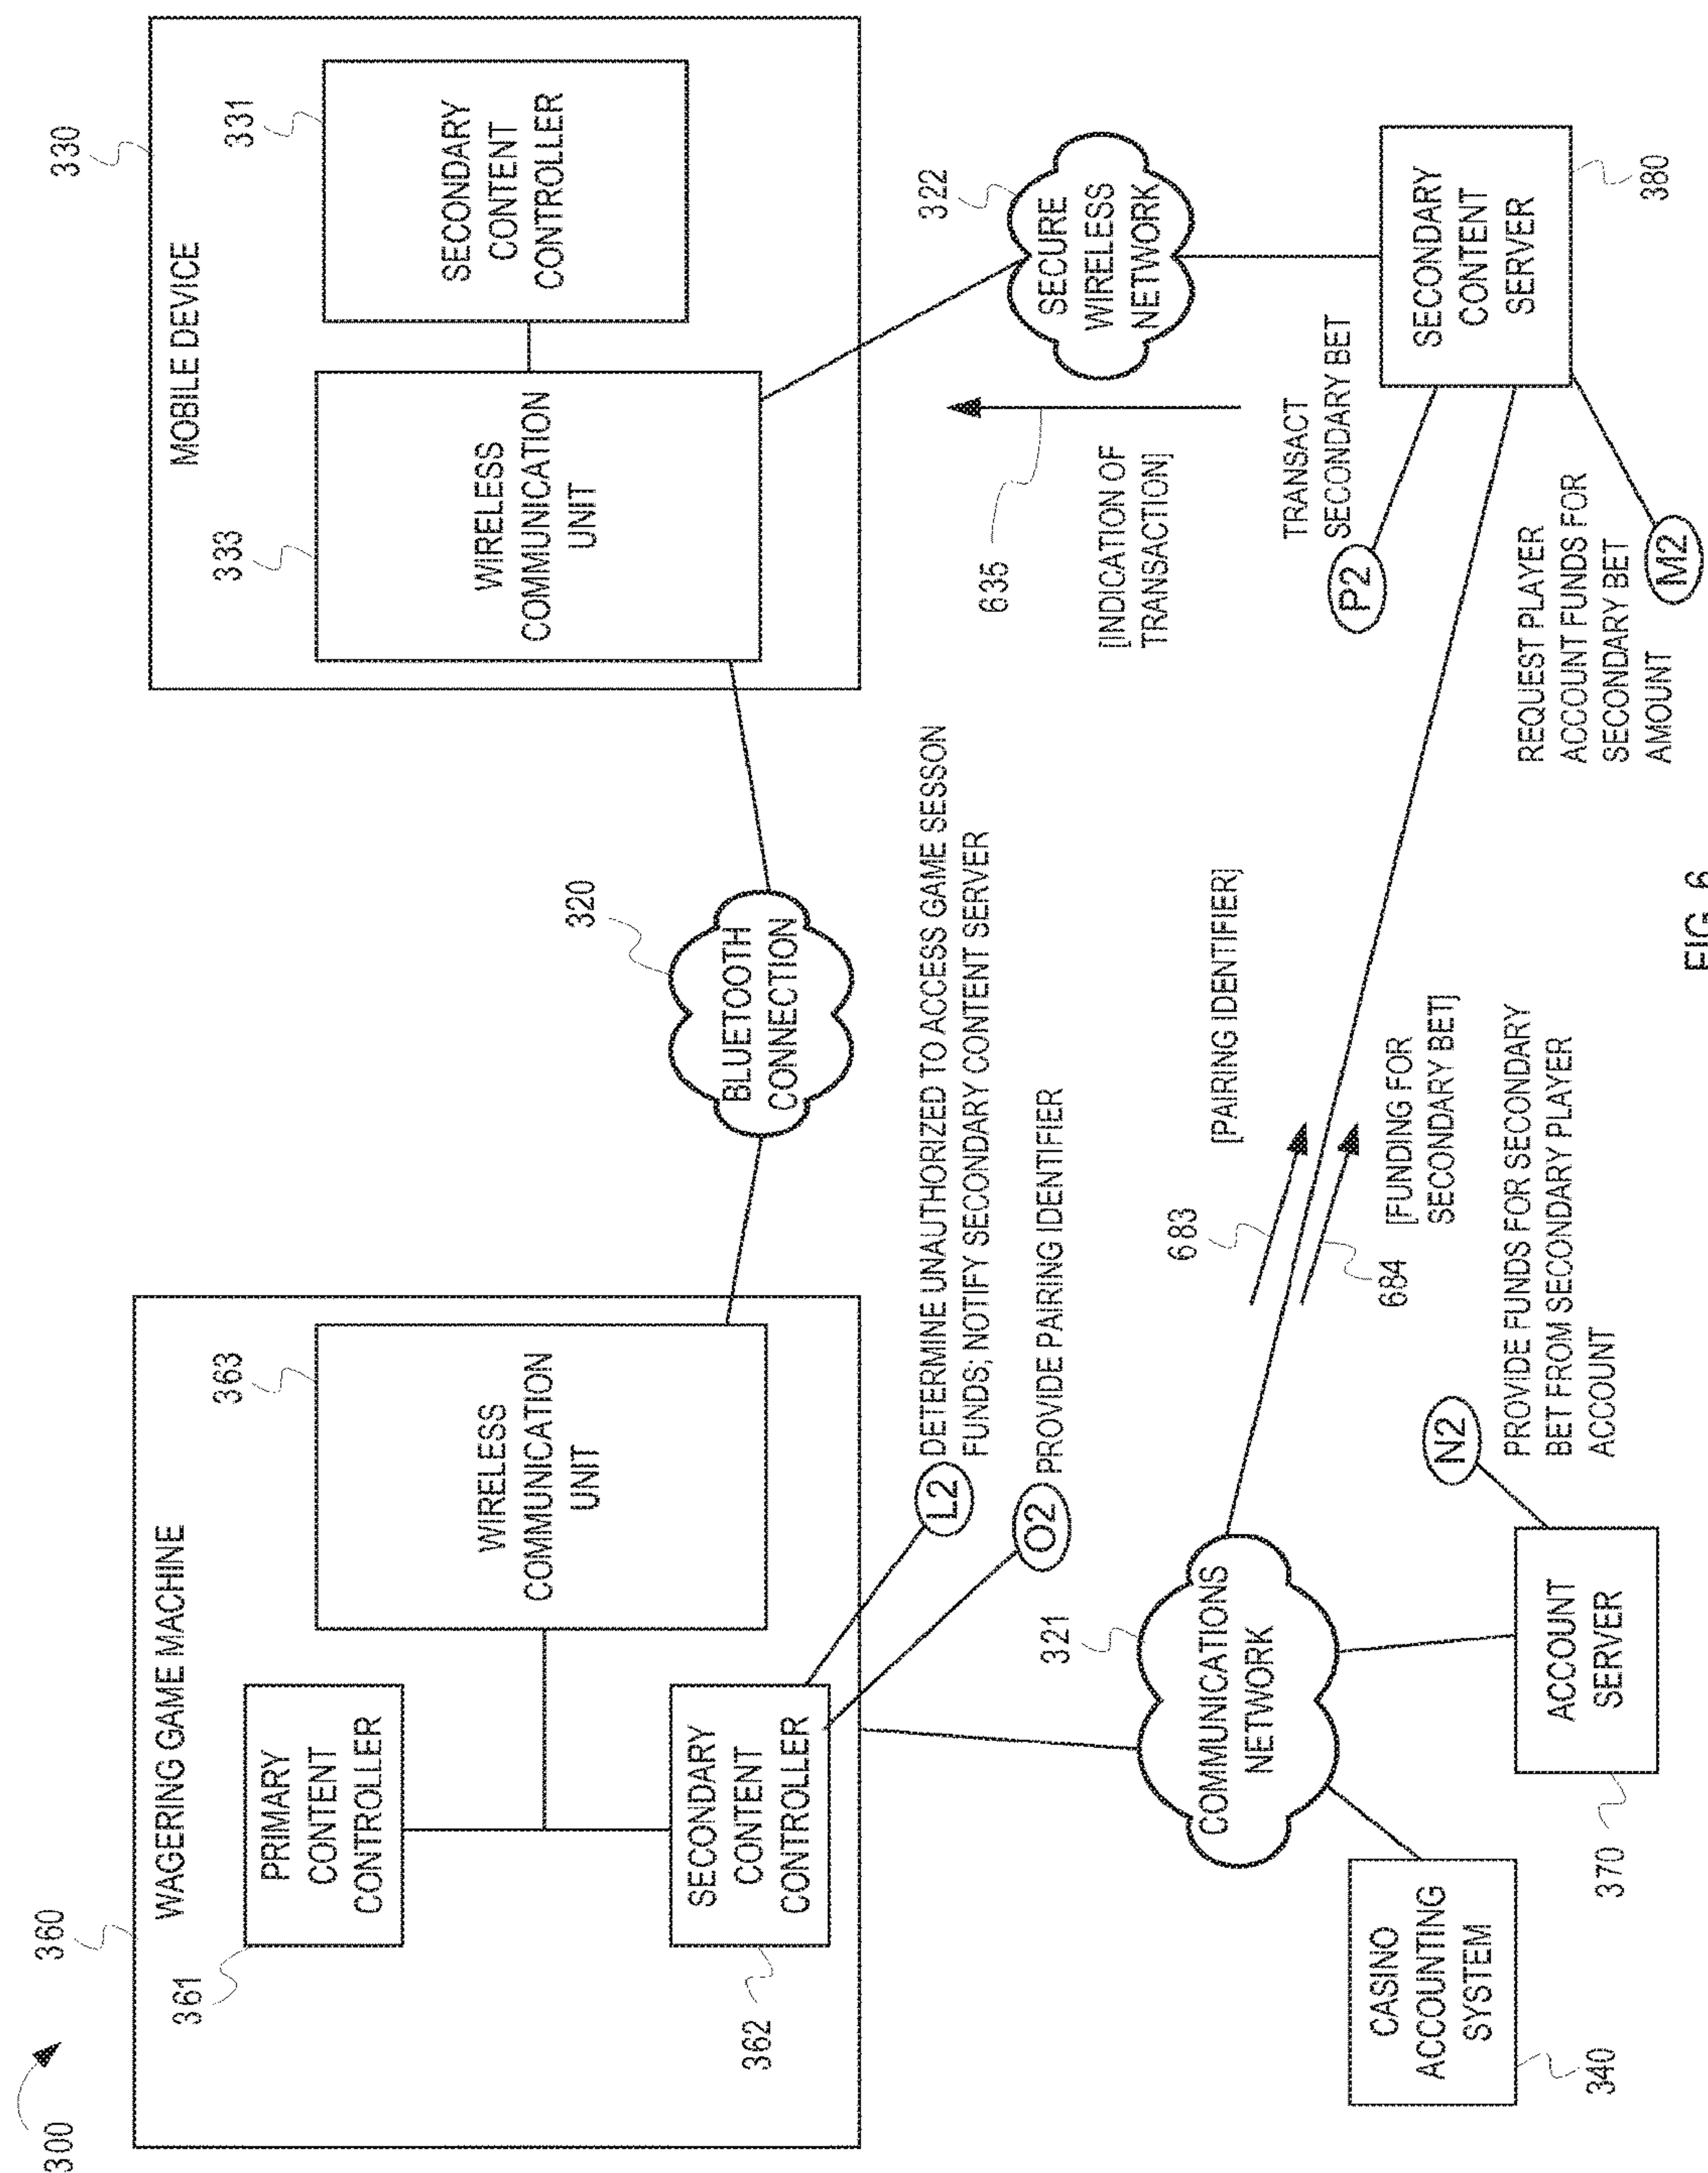 300
360
WAGERING GAME MACHINE
361
PRIMARY
CONTENT
CONTROLLER
363
WIRELESS
COMMUNICATION
UNIT
SECONDARY
CONTENT
CONTROLLER
362
320
BLUETOOTH
CONNECTION
330
MOBILE DEVICE
333
WIRELESS
COMMUNICATION
UNIT
331
SECONDARY
CONTENT
CONTROLLER
L2
DETERMINE UNAUTHORIZED TO ACCESS GAME SESSON
FUNDS; NOTIFY SECONDARY CONTENT SERVER
O2
PROVIDE PAIRING IDENTIFIER
322
SECURE
WIRELESS
NETWORK
635
[INDICATION OF
TRANSACTION]
321
COMMUNICATIONS
NETWORK
683
[PAIRING IDENTIFIER]
684
[FUNDING FOR
SECONDARY BET]
TRANSACT
SECONDARY BET
P2
SECONDARY
CONTENT
SERVER
380
CASINO
ACCOUNTING
SYSTEM
340
ACCOUNT
SERVER
370
N2
PROVIDE FUNDS FOR SECONDARY
BET FROM SECONDARY PLAYER
ACCOUNT
REQUEST PLAYER
ACCOUNT FUNDS FOR
SECONDARY BET
AMOUNT
M2
FIG. 6